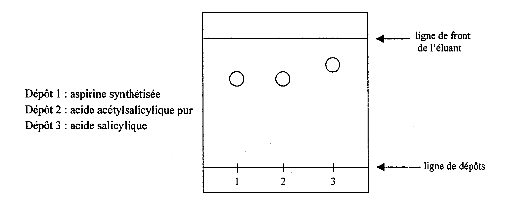 ligne de front
de l'éluant
Dépôt 1 : aspirine synthétisée
Dépôt 2 : acide acétylsalicylique pur
Dépôt 3 : acide salicylique
ligne de dépôts
1 2 3